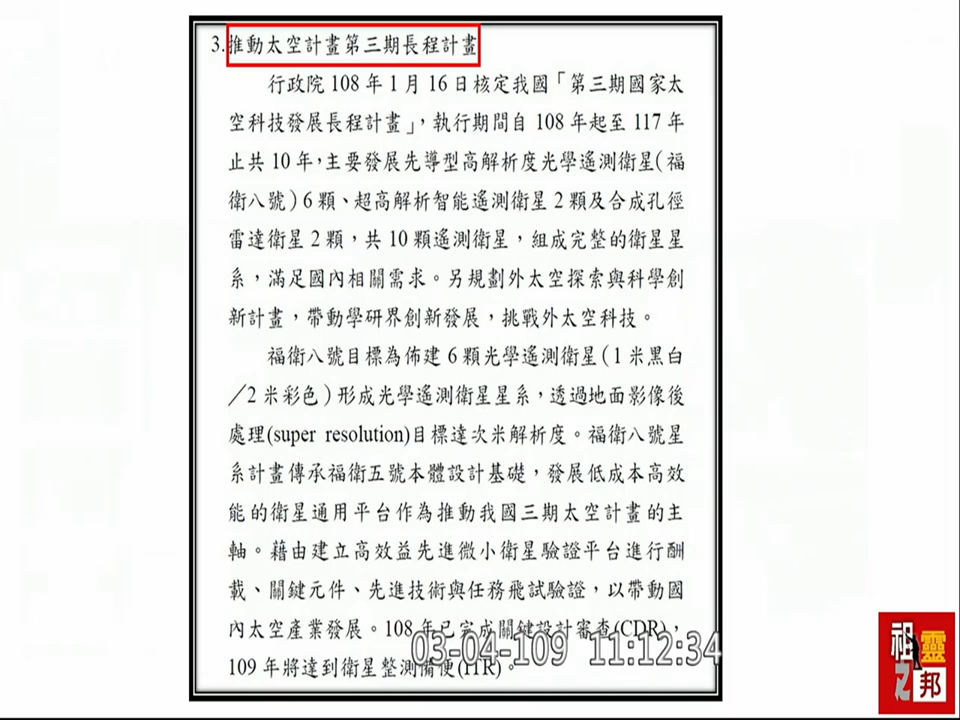 3.推動太空計畫第三期長程計畫
行政院 108 年 1 月 16 日核定我國「第三期國家太
空科技發展長程計畫」，執行期間自 108 年起至 117 年
止共 10 年，主要發展先導型高解析度光學遙測衛星(福
衛八號)6 顆、超高解析智能遙測衛星 2 顆及合成孔徑
雷達衛星 2 顆，共 10 顆遙測衛星，組成完整的衛星星
系，滿足國內相關需求。另規劃外太空探索與科學創
新計畫，帶動學研界創新發展，挑戰外太空科技。
福衛八號目標為佈建 6 顆光學遙測衛星(1 米黑白
／2 米彩色)形成光學遙測衛星星系，透過地面影像後
處理(super resolution)目標達次米解析度。福衛八號星
系計畫傳承福衛五號本體設計基礎，發展低成本高效
能的衛星通用平台作為推動我國三期太空計畫的主
軸。藉由建立高效益先進微小衛星驗證平台進行酬
載、關鍵元件、先進技術與任務飛試驗證，以帶動國
內太空產業發展。108 年已完成關鍵設計審查(CDR)，
109 年將達到衛星整測備便(ITR)。
03-04-109 11:12:34
祖靈之邦